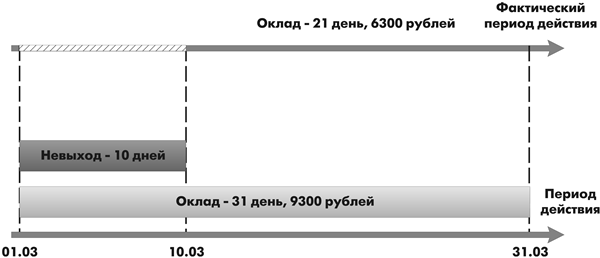 Оклад - 21 день, 6300 рублей
Фактический
период действия
Невыход - 10 дней
Оклад - 31 день, 9300 рублей
Период
действия
01.03
10.03
31.03